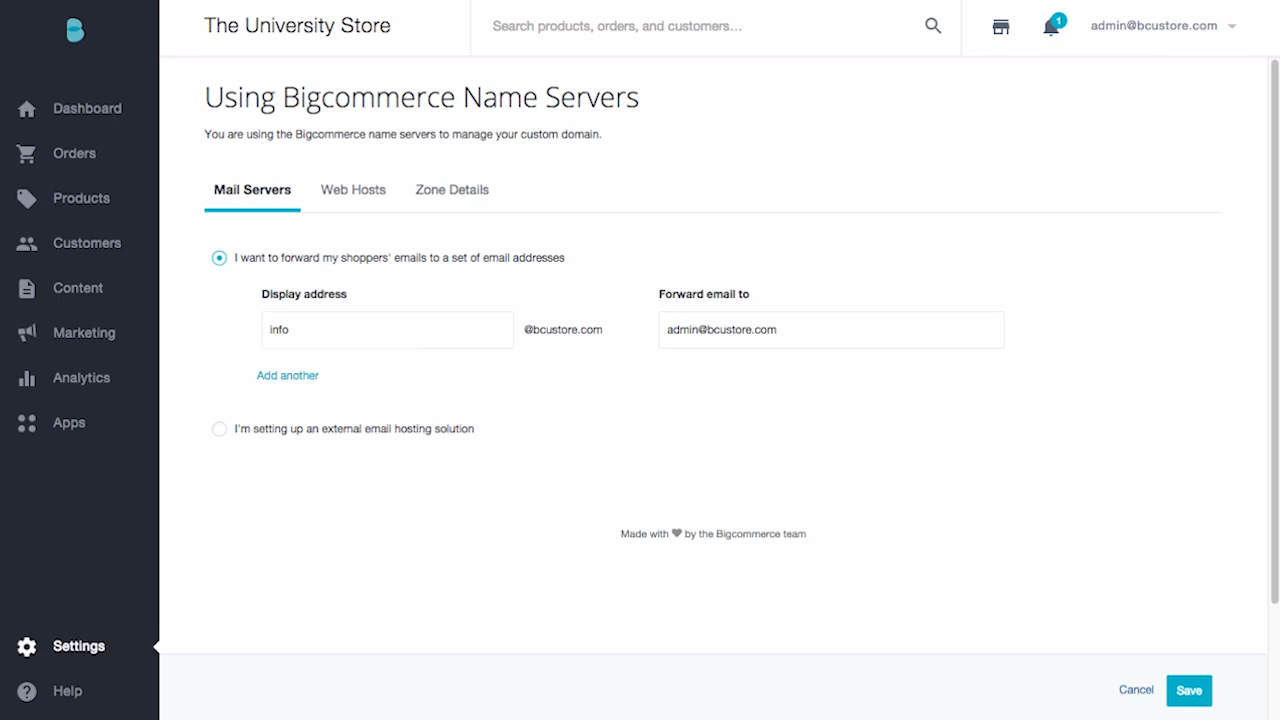 The University Store
Search products, orders, and customers...
1
admin@bcustore.com
Dashboard
Orders
Products
Customers
Content
Marketing
Analytics
Apps
Settings
Help
Using Bigcommerce Name Servers
You are using the Bigcommerce name servers to manage your custom domain.
Mail Servers Web Hosts Zone Details
I want to forward my shoppers' emails to a set of email addresses
Display address Forward email to
info @bcustore.com admin@bcustore.com
Add another
I'm setting up an external email hosting solution
Made with ♥ by the Bigcommerce team
Cancel Save